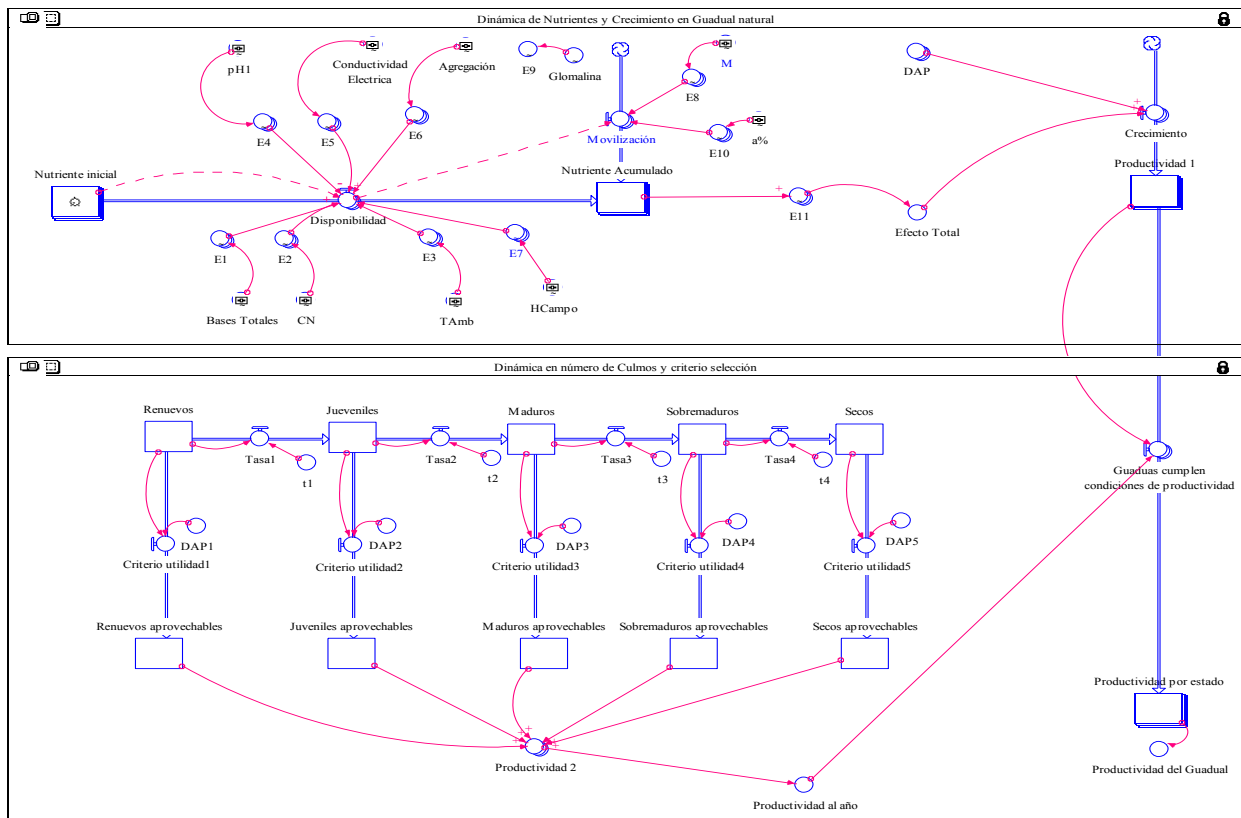 Dinámica de Nutrientes y Crecimiento en Guadual natural
pH1
Conductividad
Electrica
Agregación
E9
Glomalina
M
DAP
E4
E5
E6
E8
E10
a%
Movilización
Crecimiento
Nutriente inicial
Nutriente Acumulado
Productividad 1
Disponibilidad
E11
Efecto Total
E1
E2
E3
E7
Bases Totales
CN
TAmb
HCampo
Dinámica en número de Culmos y criterio selección
Renuevos
Jueveniles
Maduros
Sobremaduros
Secos
Tasa1
Tasa2
Tasa3
Tasa4
t1
t2
t3
t4
Guaduas cumplen
condiciones de productividad
DAP1
DAP2
DAP3
DAP4
DAP5
Criterio utilidad1
Criterio utilidad2
Criterio utilidad3
Criterio utilidad4
Criterio utilidad5
Renuevos aprovechables
Juveniles aprovechables
Maduros aprovechables
Sobremaduros aprovechables
Secos aprovechables
Productividad por estado
Productividad 2
Productividad del Guadual
Productividad al año